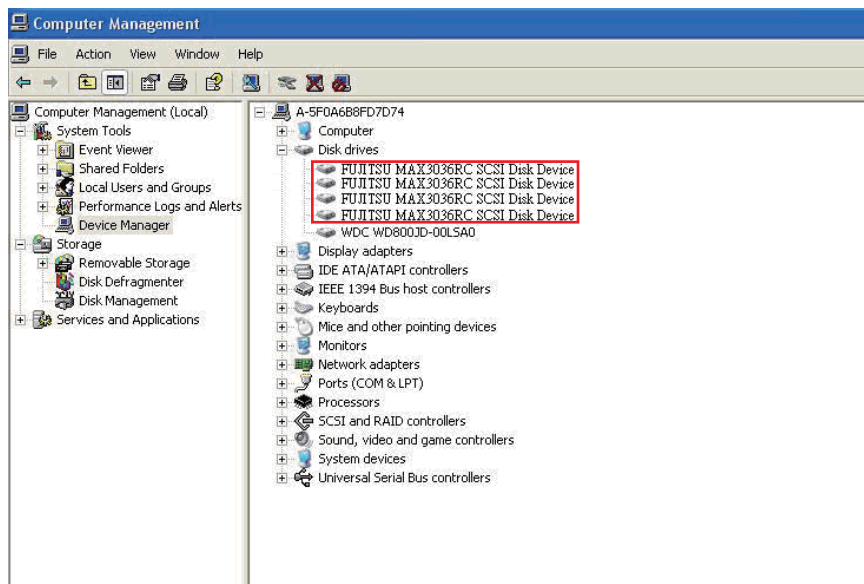 Computer Management
File Action View Window Help
Computer Management (Local)
System Tools
Event Viewer
Shared Folders
Local Users and Groups
Performance Logs and Alerts
Device Manager
Storage
Removable Storage
Disk Defragmenter
Disk Management
Services and Applications
A-5F0A6B8FD7D74
Computer
Disk drives
FUJITSU MAX3036RC SCSI Disk Device
FUJITSU MAX3036RC SCSI Disk Device
FUJITSU MAX3036RC SCSI Disk Device
FUJITSU MAX3036RC SCSI Disk Device
WDC WD800JD-00LSA0
Display adapters
IDE ATA/ATAPI controllers
IEEE 1394 Bus host controllers
Keyboards
Mice and other pointing devices
Monitors
Network adapters
Ports (COM & LPT)
Processors
SCSI and RAID controllers
Sound, video and game controllers
System devices
Universal Serial Bus controllers